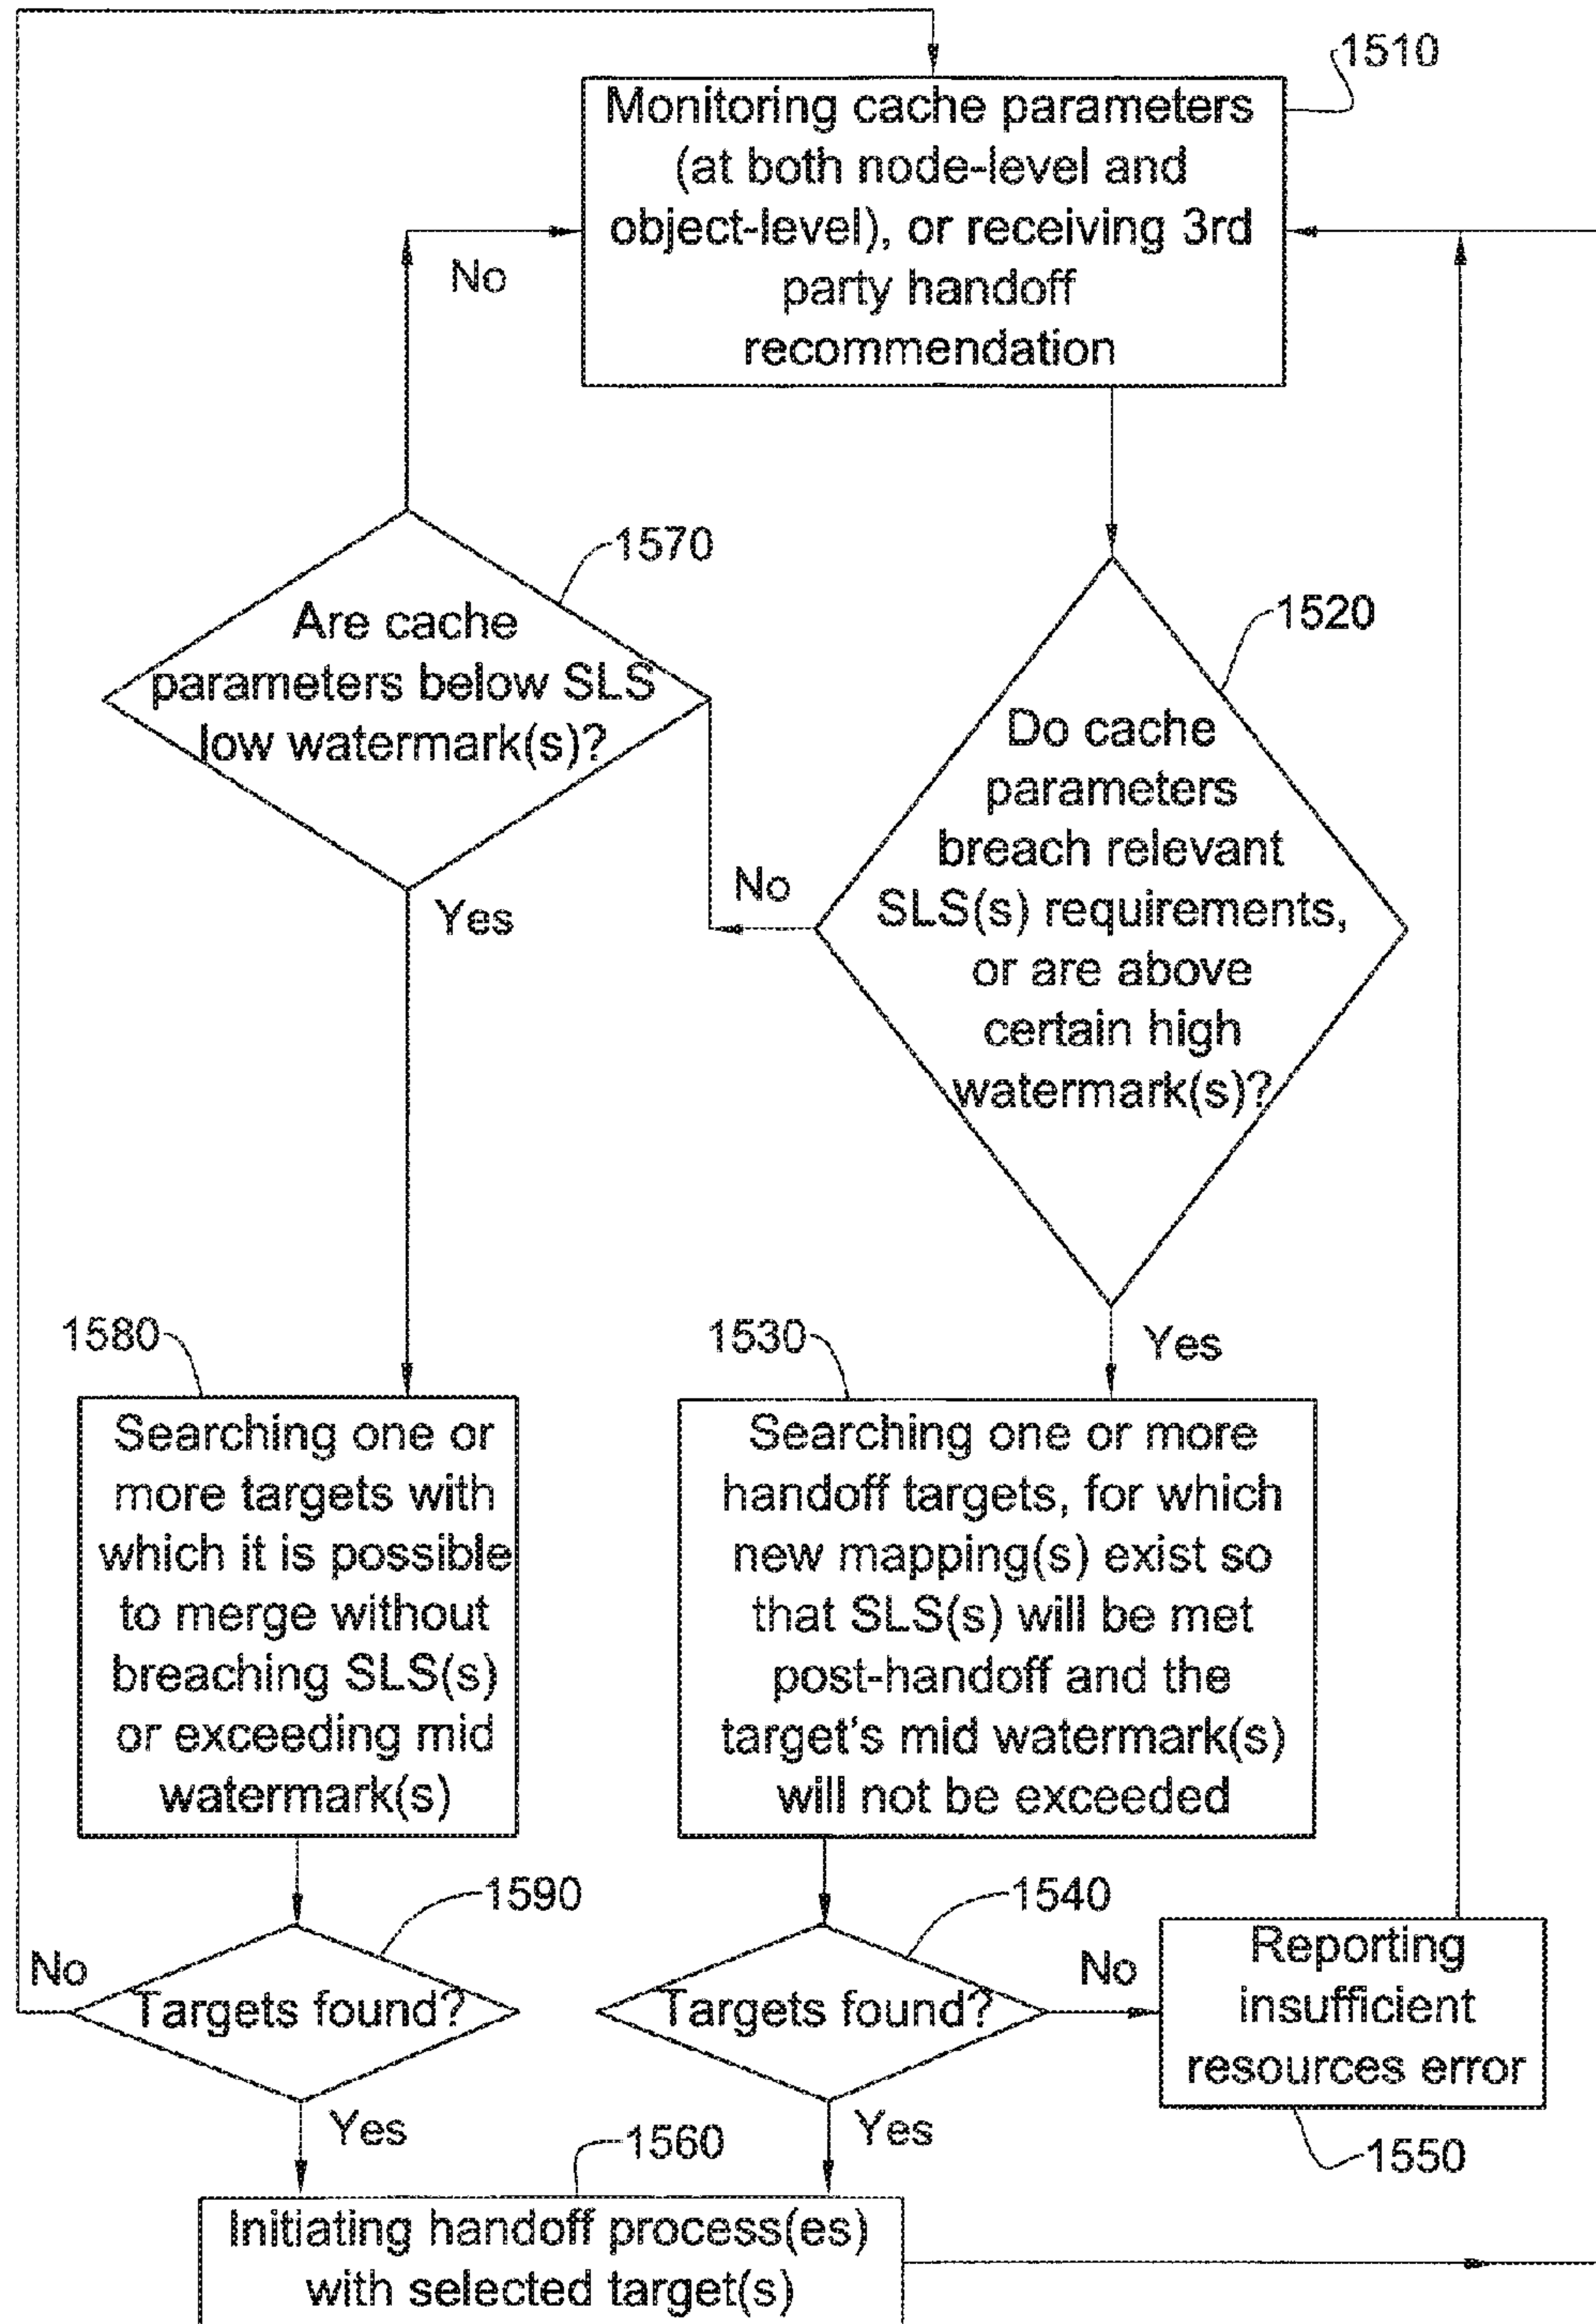 1510
Monitoring cache parameters
(at both node-level and
object-level), or receiving 3rd
party handoff
recommendation
No
1570
Are cache
parameters below SLS
low watermark(s)?
Yes
1520
Do cache
parameters
breach relevant
SLS(s) requirements,
or are above
certain high
watermark(s)?
No
Yes
1580
Searching one or
more targets with
which it is possible
to merge without
breaching SLS(s)
or exceeding mid
watermark(s)
1530
Searching one or more
handoff targets, for which
new mapping(s) exist so
that SLS(s) will be met
post-handoff and the
target's mid watermark(s)
will not be exceeded
1590
No
Targets found?
Yes
1540
Targets found?
No
Yes
Reporting
insufficient
resources error
1550
1560
Initiating handoff process(es)
with selected target(s)